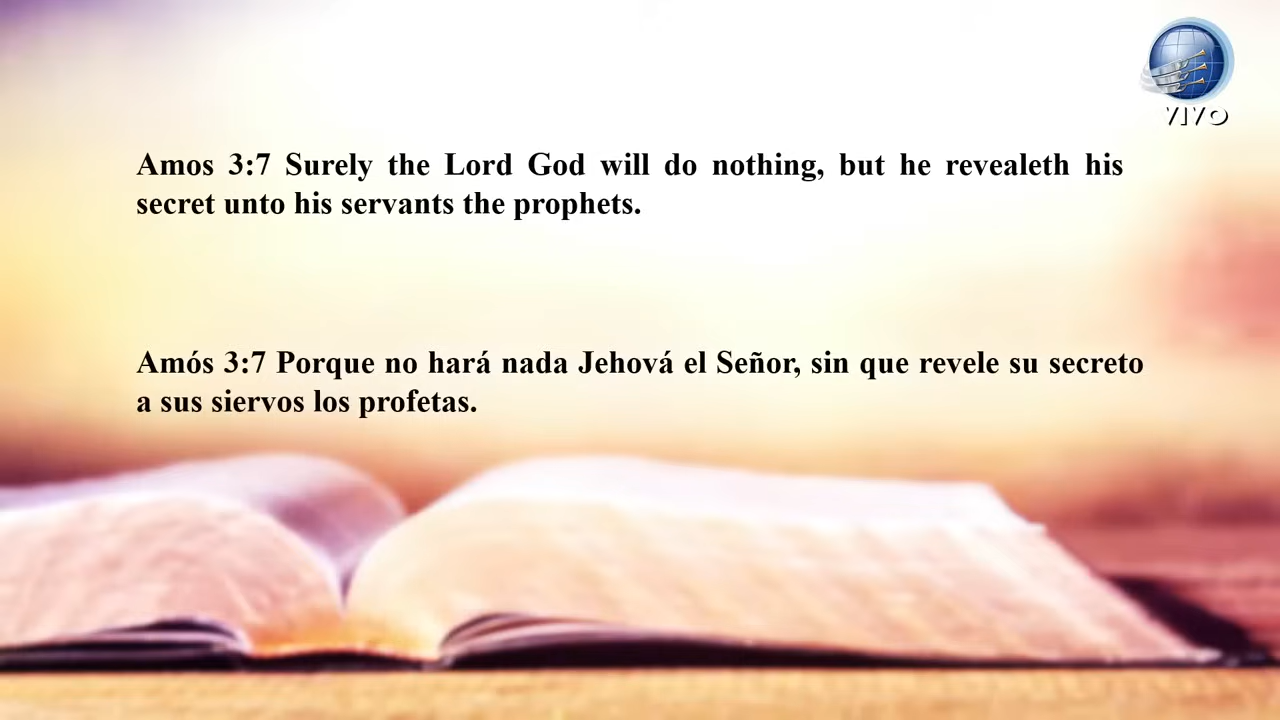 VIVO
Amos 3:7 Surely the Lord God will do nothing, but he revealeth his
secret unto his servants the prophets.
Amós 3:7 Porque no hará nada Jehová el Señor, sin que revele su secreto
a sus siervos los profetas.